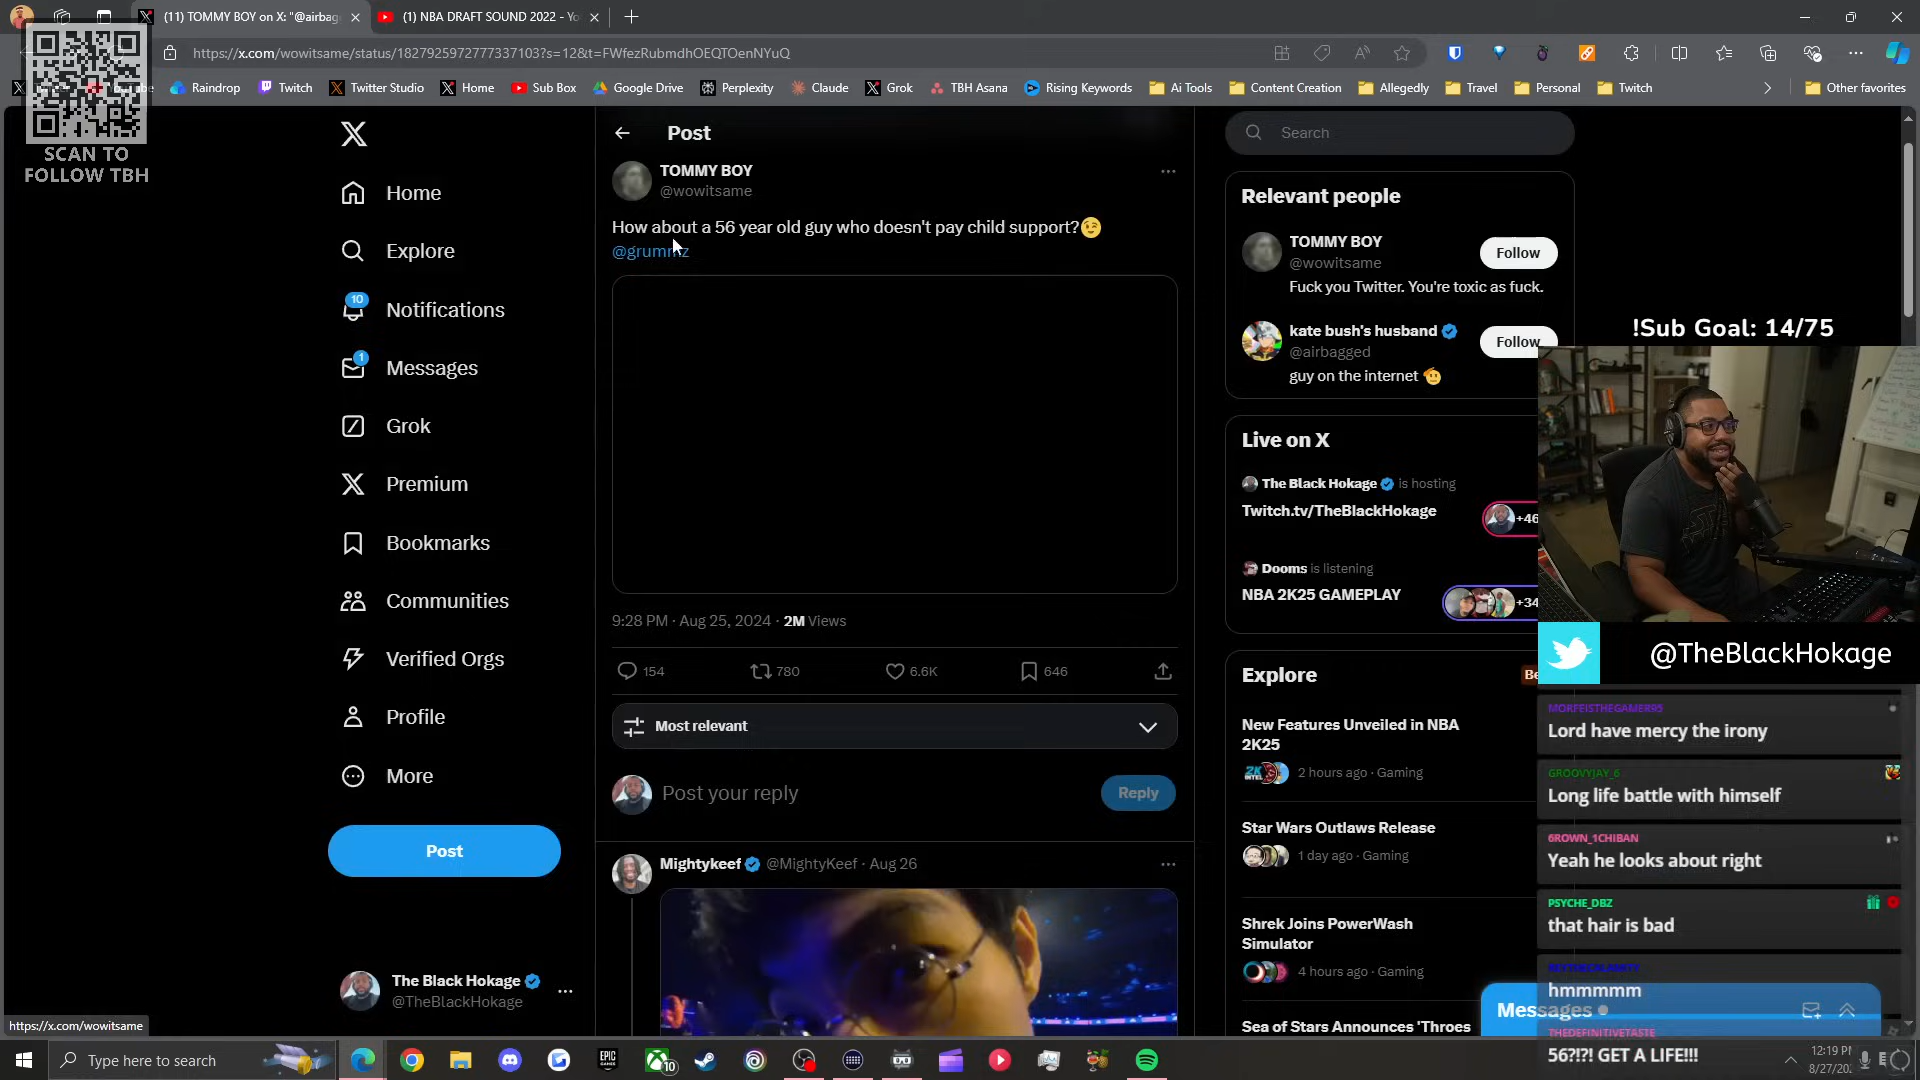 (11) TOMMY BOY on X: "@airbag
(1) NBA DRAFT SOUND 2022 - Yo
https://x.com/wowitsame/status/1827925972777337103?s=12&t=FWfezRubmdhOEQTOenNYuQ
Raindrop
Twitch
Twitter Studio
Home
Sub Box
Google Drive
Perplexity
Claude
Grok
TBH Asana
Rising Keywords
Ai Tools
Content Creation
Allegedly
Travel
Personal
Twitch
Other favorites
SCAN TO
FOLLOW TBH
Home
Explore
10
Notifications
1
Messages
Grok
Premium
Bookmarks
Communities
Verified Orgs
Profile
More
Post
The Black Hokage
@TheBlackHokage
https://x.com/wowitsame
Post
TOMMY BOY
@wowitsame
How about a 56 year old guy who doesn't pay child support?😉
9:28 PM · Aug 25, 2024 · 2M Views
154
780
6.6K
646
Most relevant
Post your reply
Reply
Mightykeef @MightyKeef · Aug 26
Search
Relevant people
TOMMY BOY
@wowitsame
Follow
Fuck you Twitter. You're toxic as fuck.
kate bush's husband
@airbagged
Follow
guy on the internet
Live on X
The Black Hokage is hosting
Twitch.tv/TheBlackHokage
+46
Dooms is listening
NBA 2K25 GAMEPLAY
+34
Explore
Be
New Features Unveiled in NBA
2K25
2 hours ago · Gaming
Star Wars Outlaws Release
1 day ago · Gaming
Shrek Joins PowerWash
Simulator
4 hours ago · Gaming
Sea of Stars Announces 'Throes
Messages
!Sub Goal: 14/75
@TheBlackHokage
MORFEISTHEGAMER95
Lord have mercy the irony
GROOVYJAY_6
Long life battle with himself
6ROWN_1CHIBAN
Yeah he looks about right
PSYCHE_DBZ
that hair is bad
hmmmmm
THEDEFINITIVETASTE
56?!?! GET A LIFE!!!
Type here to search
EPIC
GAMES
10
12:19 PM